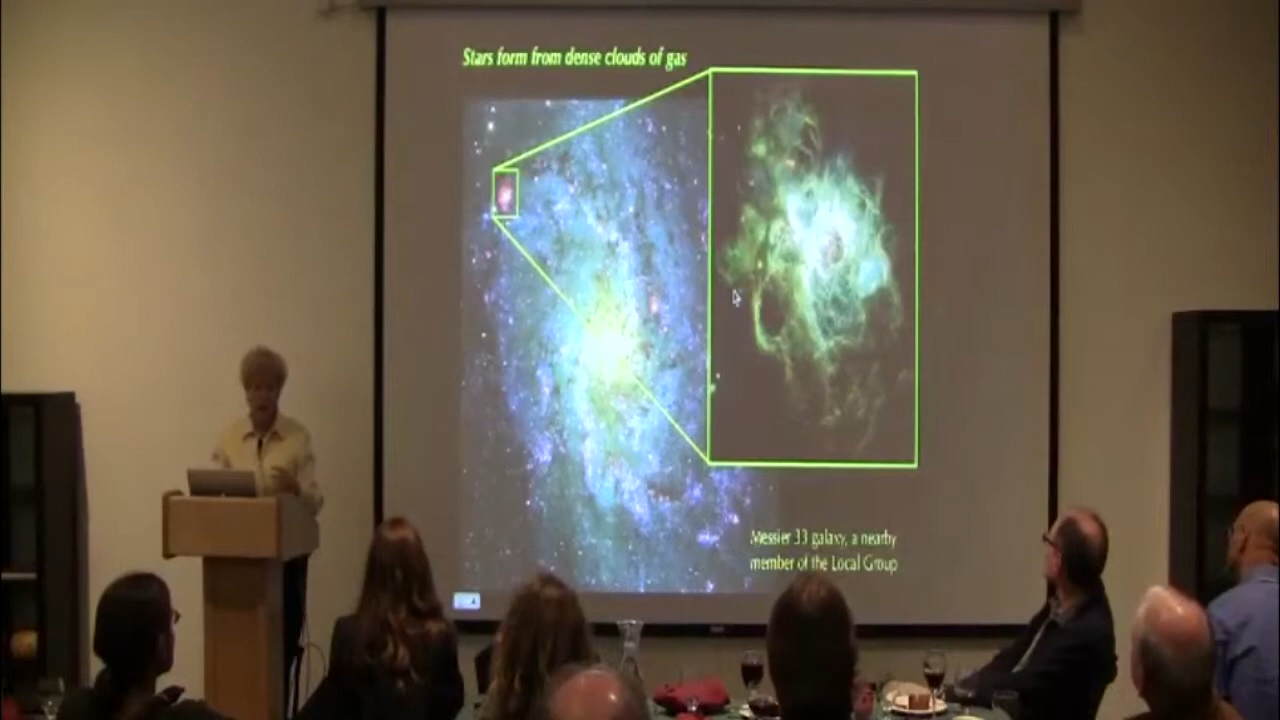 Stars form from dense clouds of gas
Messier 33 galaxy, a nearby
member of the Local Group